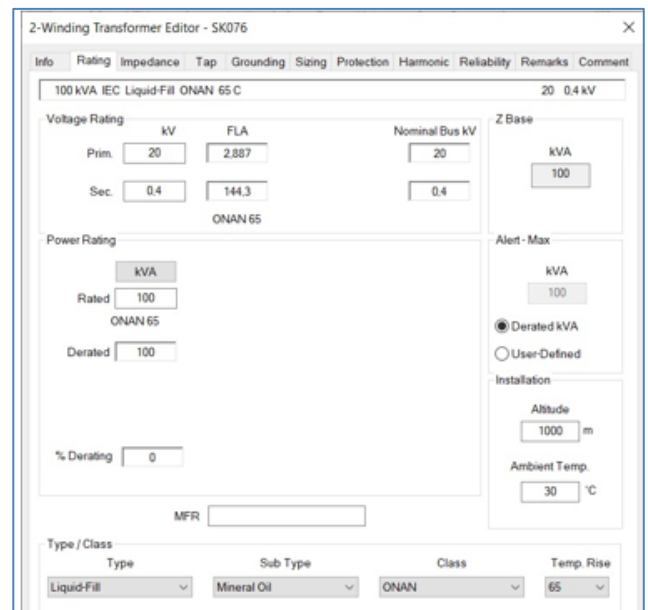 2-Winding Transformer Editor - SK076
Info Rating Impedance Tap Grounding Sizing Protection Harmonic Reliability Remarks Comment
100 kVA IEC Liquid-Fill ONAN 65 C 20 0,4 kV
Voltage Rating
kV FLA Nominal Bus kV
Prim. 20 2,887 20
Sec. 0,4 144,3 0,4
ONAN 65
Z Base
kVA
100
Power Rating
kVA
Rated 100
ONAN 65
Derated 100
% Derating 0
Alert - Max
kVA
100
Derated kVA
User-Defined
Installation
Altitude
1000 m
Ambient Temp.
30 °C
MFR
Type / Class
Type Sub Type Class Temp. Rise
Liquid-Fill Mineral Oil ONAN 65